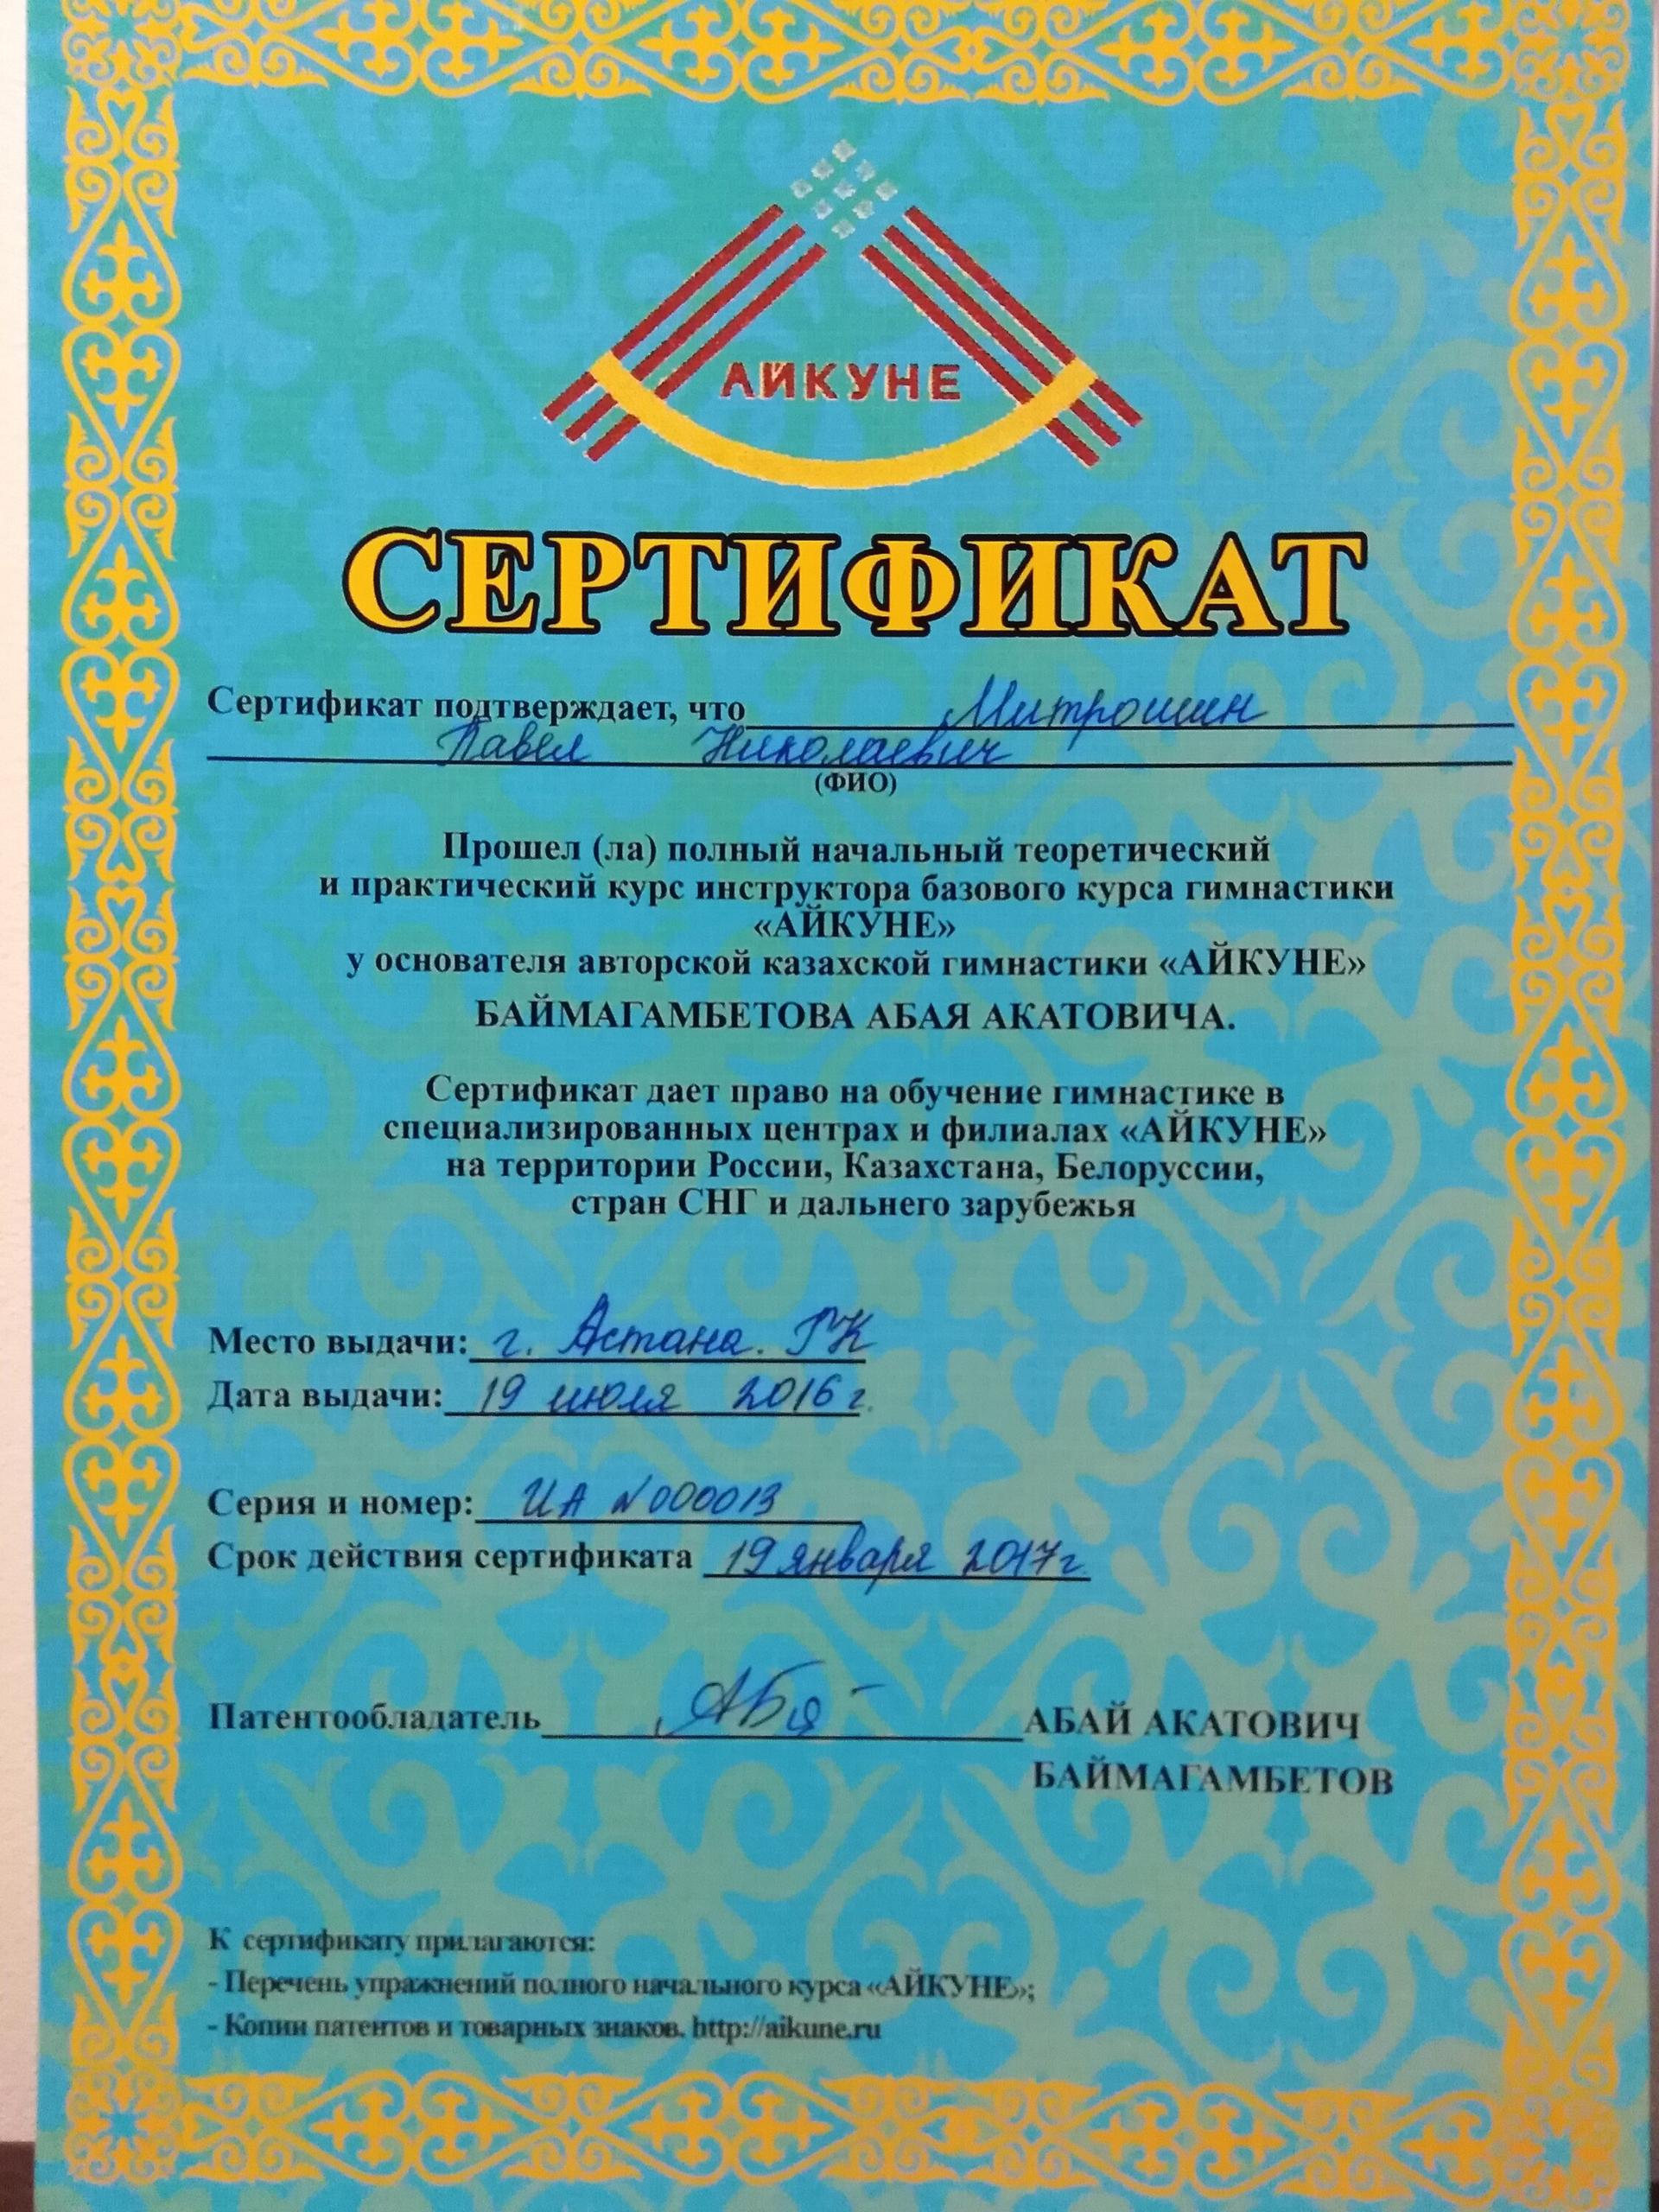 АЙКУНЕ
СЕРТИФИКАТ
Сертификат подтверждает, что Митрошин
Павел Николаевич
(ФИО)
Прошел (ла) полный начальный теоретический
и практический курс инструктора базового курса гимнастики
«АЙКУНЕ»
у основателя авторской казахской гимнастики «АЙКУНЕ»
БАЙМАГАМБЕТОВА АБАЯ АКАТОВИЧА.
Сертификат дает право на обучение гимнастике в
специализированных центрах и филиалах «АЙКУНЕ»
на территории России, Казахстана, Белоруссии,
стран СНГ и дальнего зарубежья
Место выдачи: г. Астана. РК
Дата выдачи: 19 июля 2016 г.
Серия и номер: ИА N000013
Срок действия сертификата 19 января 2017г.
Патентообладатель АБАЙ АКАТОВИЧ
БАЙМАГАМБЕТОВ
К сертификату прилагаются:
- Перечень упражнений полного начального курса «АЙКУНЕ»;
- Копии патентов и товарных знаков. http://aikune.ru